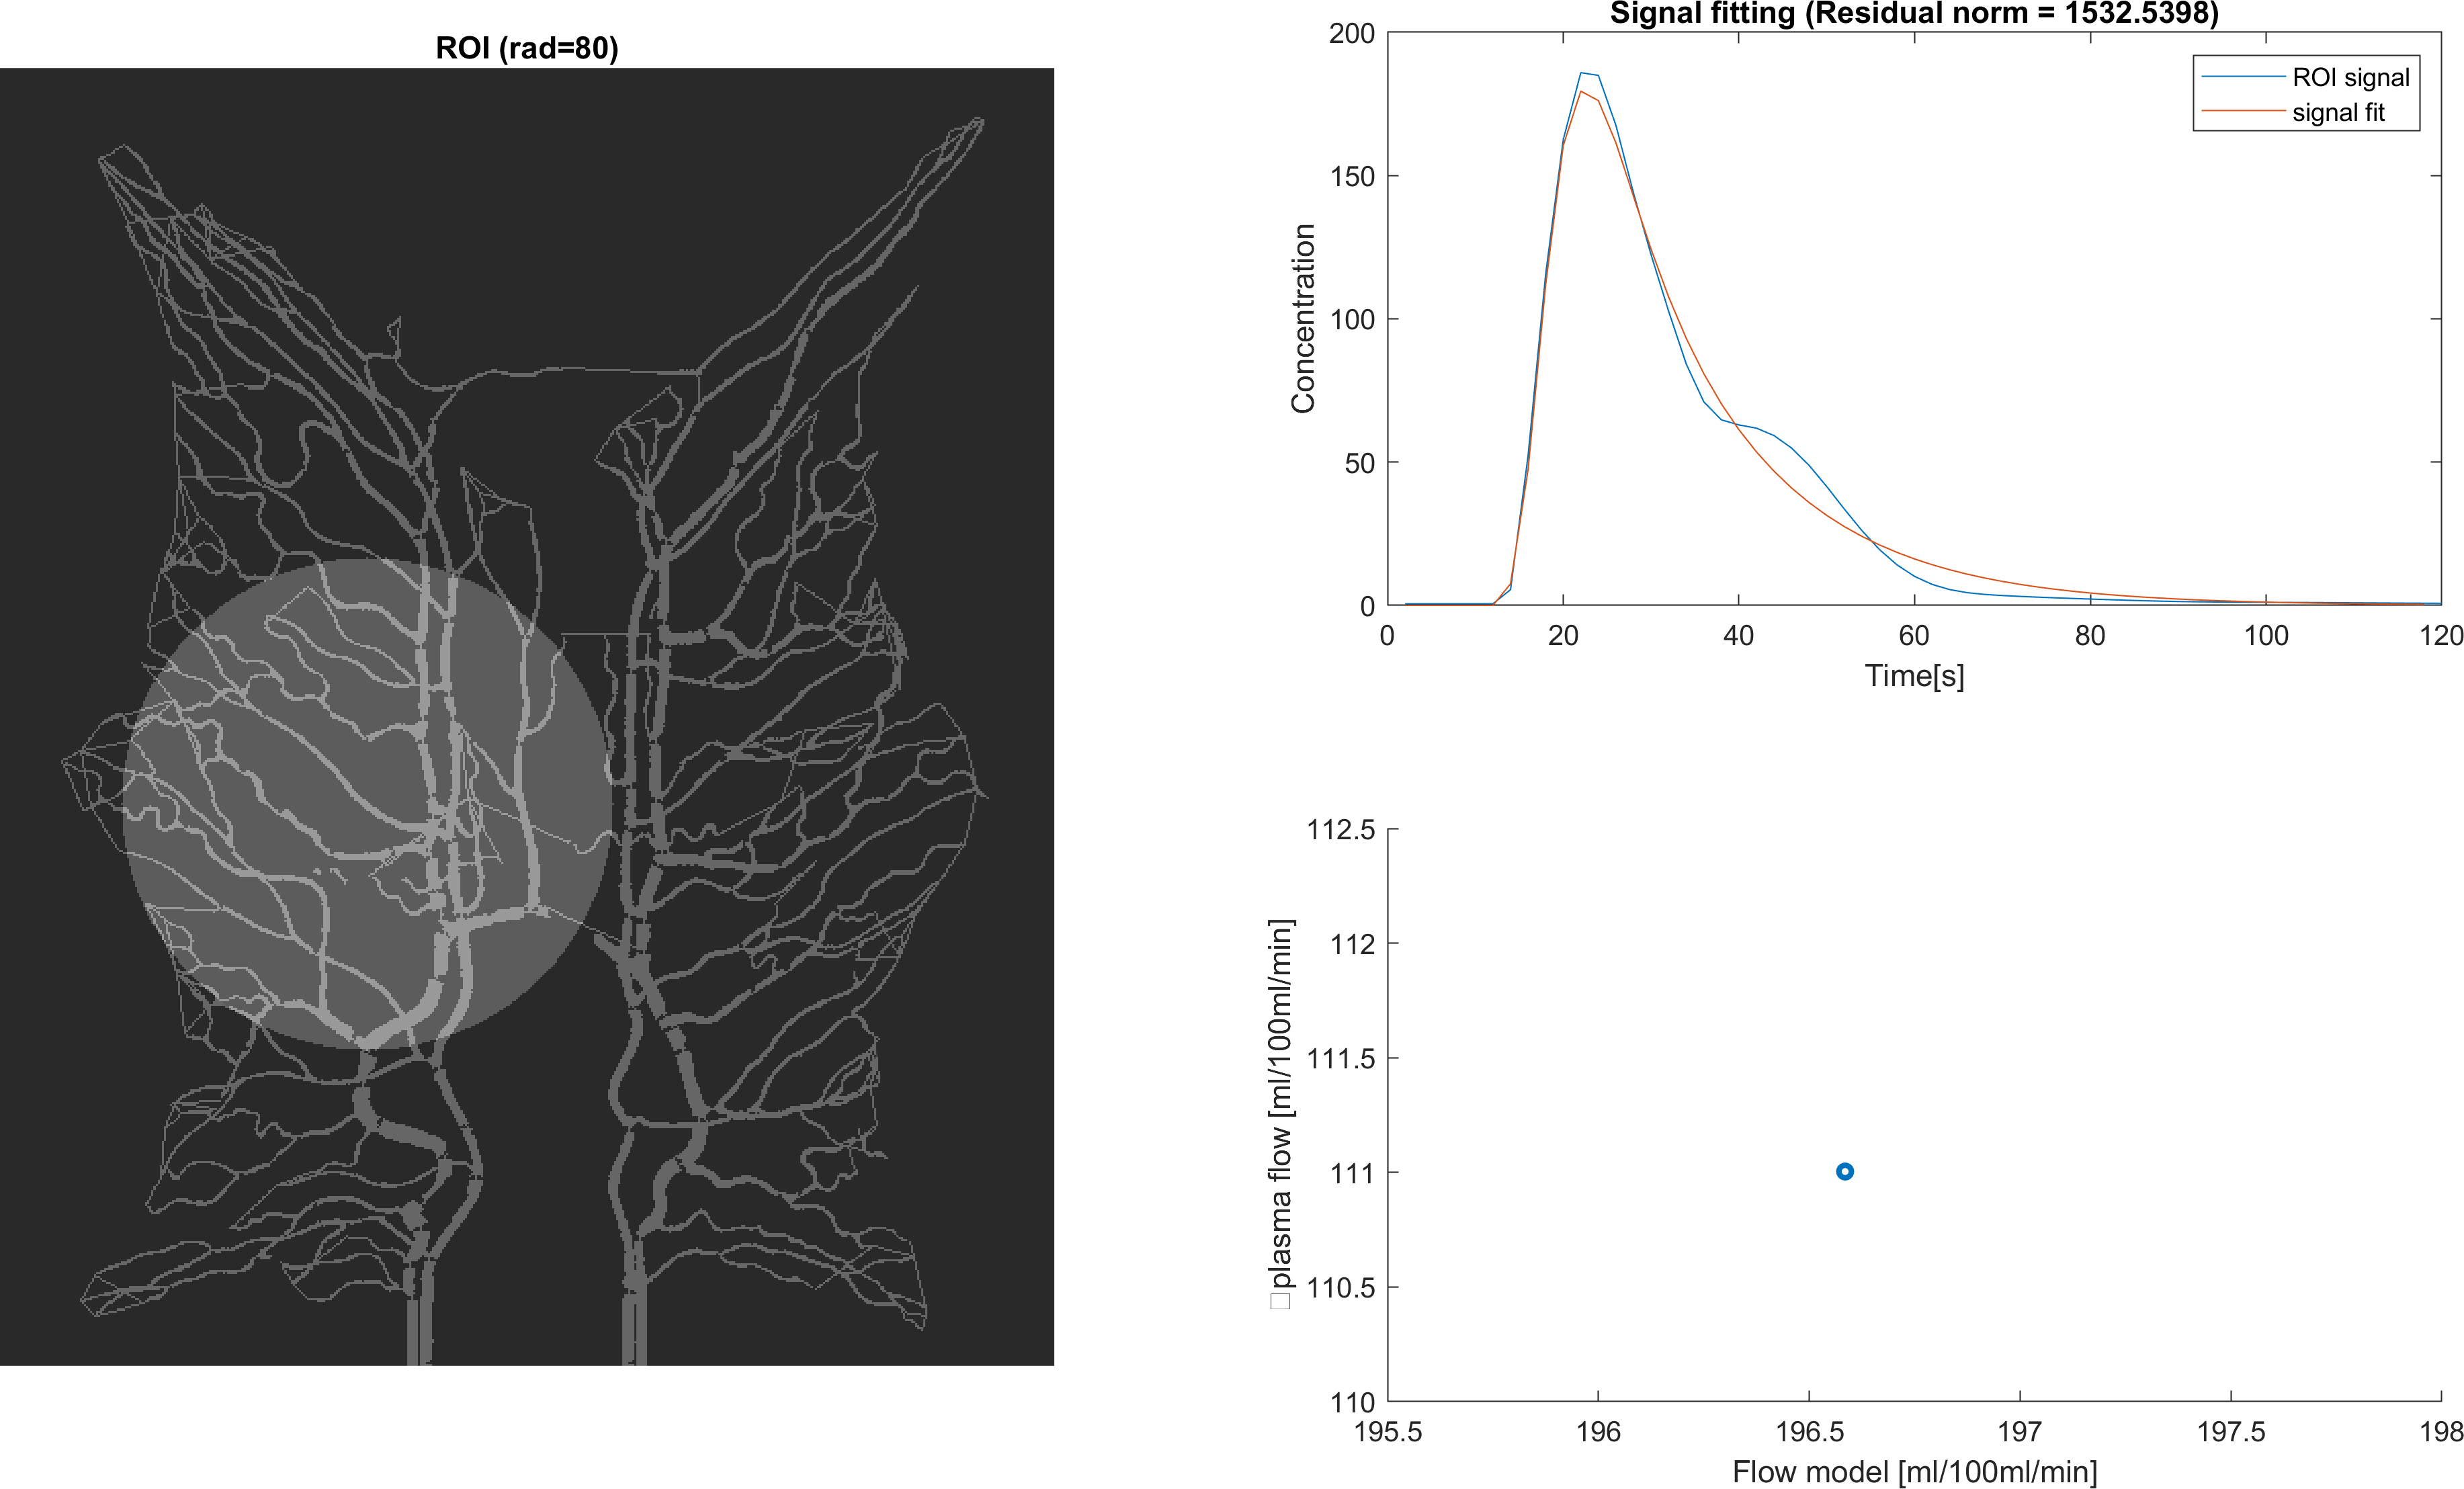 ROI (rad=80)
Signal fitting (Residual norm = 1532.5398)
200
150
100
50
0
Concentration
ROI signal
signal fit
0 20 40 60 80 100 120
Time[s]
112.5
112
111.5
111
110.5
110
□plasma flow [ml/100ml/min]
195.5 196 196.5 197 197.5 198
Flow model [ml/100ml/min]